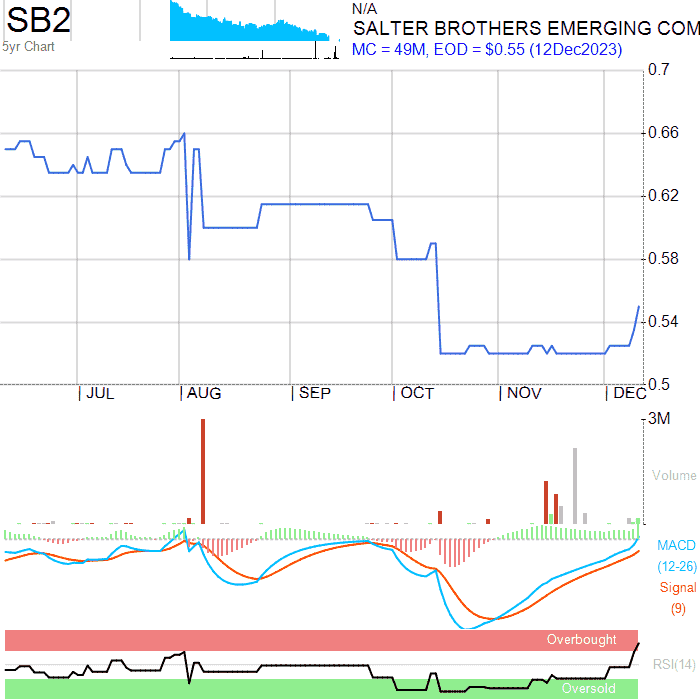 SB2
5yr Chart
N/A
SALTER BROTHERS EMERGING COM
MC = 49M, EOD = $0.55 (12Dec2023)
0.7
0.66
0.62
0.58
0.54
0.5
JUL AUG SEP OCT NOV DEC
3M
Volume
MACD
(12-26)
Signal
(9)
Overbought
RSI(14)
Oversold